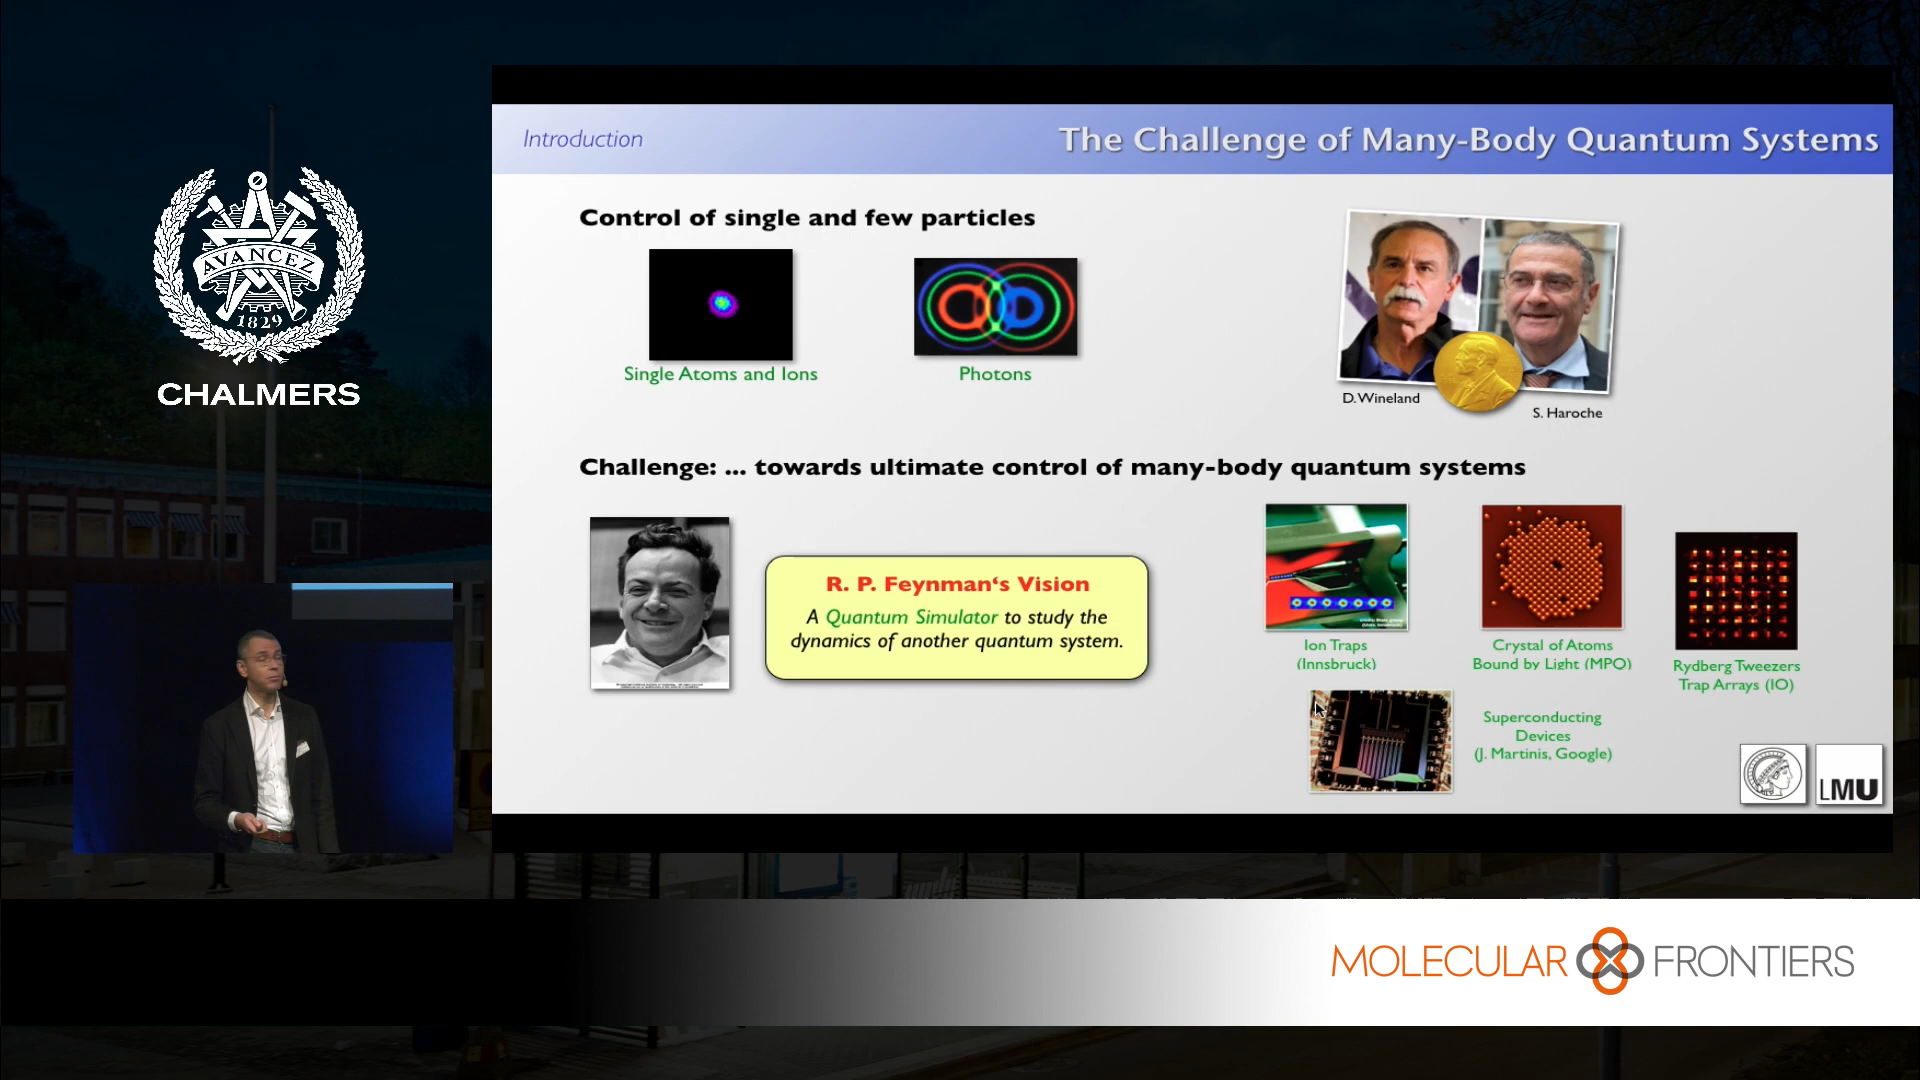 AVANCEZ
1829
CHALMERS
Introduction
The Challenge of Many-Body Quantum Systems
Control of single and few particles
Single Atoms and Ions
Photons
D. Wineland
S. Haroche
Challenge: ... towards ultimate control of many-body quantum systems
R. P. Feynman‘s Vision
A Quantum Simulator to study the
dynamics of another quantum system.
Ion Traps
(Innsbruck)
Crystal of Atoms
Bound by Light (MPQ)
Rydberg Tweezers
Trap Arrays (IO)
Superconducting
Devices
(J. Martinis, Google)
LMU
MOLECULAR FRONTIERS